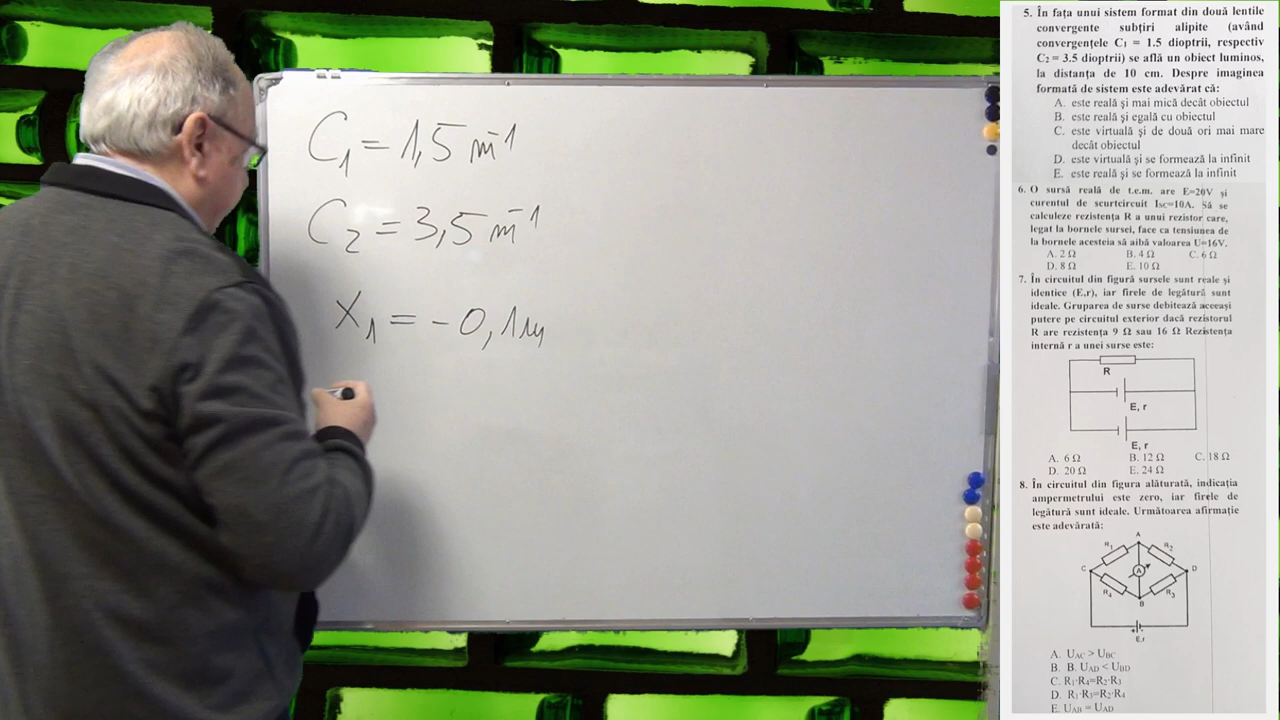 C1 = 1,5 m-1
C2 = 3,5 m-1
X1 = -0,1m
5. În fața unui sistem format din două lentile
convergente subțiri alipite (având
convergențele C1 = 1.5 dioptrii, respectiv
C2 = 3.5 dioptrii) se află un obiect luminos,
la distanța de 10 cm. Despre imaginea
formată de sistem este adevărat că:
A. este reală și mai mică decât obiectul
B. este reală și egală cu obiectul
C. este virtuală și de două ori mai mare
decât obiectul
D. este virtuală și se formează la infinit
E. este reală și se formează la infinit
6. O sursă reală de t.e.m. are E=20V și
curentul de scurtcircuit Isc=10A. Să se
calculeze rezistența R a unui rezistor care,
legat la bornele sursei, face ca tensiunea de
la bornele acesteia să aibă valoarea U=16V.
A. 2 Ω B. 4 Ω C. 6 Ω
D. 8 Ω E. 10 Ω
7. În circuitul din figură sursele sunt reale și
identice (E,r), iar firele de legătură sunt
ideale. Gruparea de surse debitează aceeași
putere pe circuitul exterior dacă rezistorul
R are rezistența 9 Ω sau 16 Ω Rezistența
internă r a unei surse este:
R
E, r
E, r
A. 6 Ω B. 12 Ω C. 18 Ω
D. 20 Ω E. 24 Ω
8. În circuitul din figura alăturată, indicația
ampermetrului este zero, iar firele de
legătură sunt ideale. Următoarea afirmație
este adevărată:
A
R1 R2
C A D
R4 R3
B
E,r
A. UAC > UBC
B. B. UAD < UBD
C. R1·R4=R2·R3
D. R1·R3=R2·R4
E. UAB = UAD